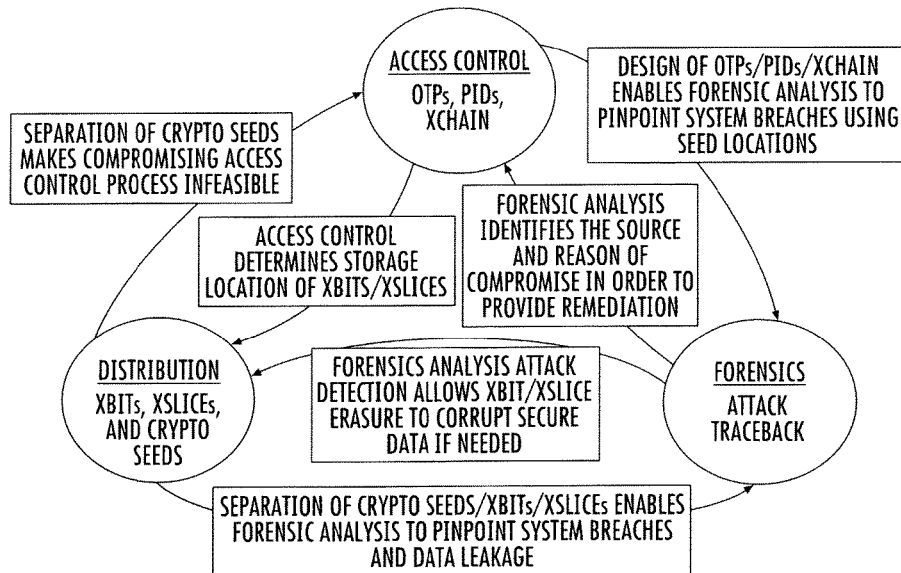 ACCESS CONTROL
OTPs, PIDs,
XCHAIN
DESIGN OF OTPs/PIDs/XCHAIN
ENABLES FORENSIC ANALYSIS TO
PINPOINT SYSTEM BREACHES USING
SEED LOCATIONS
SEPARATION OF CRYPTO SEEDS
MAKES COMPROMISING ACCESS
CONTROL PROCESS INFEASIBLE
FORENSIC ANALYSIS
IDENTIFIES THE SOURCE
AND REASON OF
COMPROMISE IN ORDER TO
PROVIDE REMEDIATION
ACCESS CONTROL
DETERMINES STORAGE
LOCATION OF XBITS/XSLICES
DISTRIBUTION
XBITs, XSLICEs,
AND CRYPTO
SEEDS
FORENSICS ANALYSIS ATTACK
DETECTION ALLOWS XBIT/XSLICE
ERASURE TO CORRUPT SECURE
DATA IF NEEDED
FORENSICS
ATTACK
TRACEBACK
SEPARATION OF CRYPTO SEEDS/XBITs/XSLICEs ENABLES
FORENSIC ANALYSIS TO PINPOINT SYSTEM BREACHES
AND DATA LEAKAGE